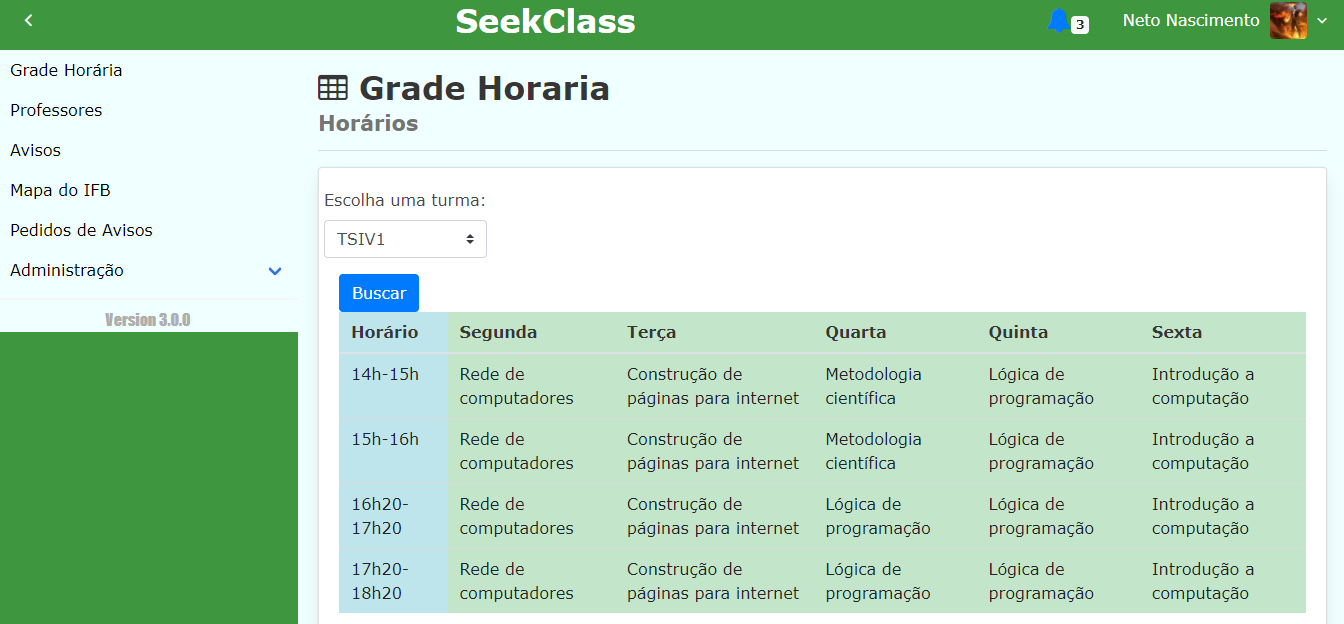 SeekClass
3
Neto Nascimento
Grade Horária
Professores
Avisos
Mapa do IFB
Pedidos de Avisos
Administração
Version 3.0.0
Grade Horaria
Horários
Escolha uma turma:
TSIV1
Buscar
Horário Segunda Terça Quarta Quinta Sexta
14h-15h Rede de Construção de Metodologia Lógica de Introdução a
computadores páginas para internet científica programação computação
15h-16h Rede de Construção de Metodologia Lógica de Introdução a
computadores páginas para internet científica programação computação
16h20- Rede de Construção de Lógica de Lógica de Introdução a
17h20 computadores páginas para internet programação programação computação
17h20- Rede de Construção de Lógica de Lógica de Introdução a
18h20 computadores páginas para internet programação programação computação